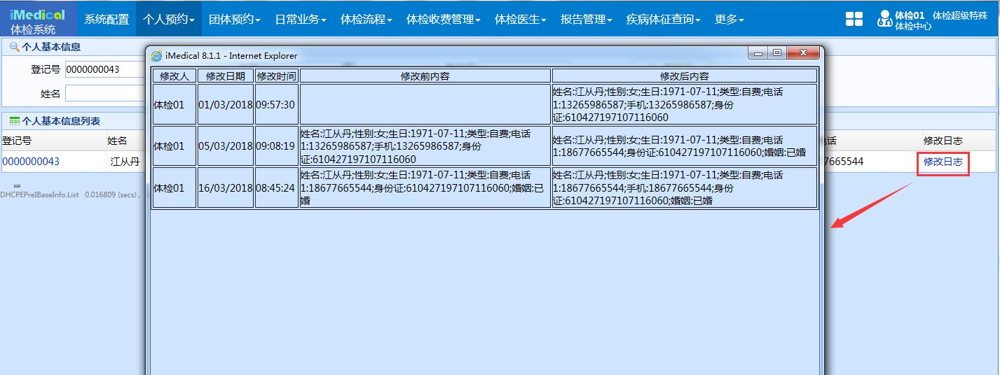 iMedical
体检系统
系统配置
个人预约
团体预约
日常业务
体检流程
体检收费管理
体检医生
报告管理
疾病体征查询
更多
体检01 体检超级特殊
体检中心
个人基本信息
登记号 0000000043
姓名
个人基本信息列表
登记号 姓名
0000000043 江从丹
DHCPEPreIBaseInfo.List 0.016809 (secs) ,
iMedical 8.1.1 - Internet Explorer
修改人 修改日期 修改时间 修改前内容 修改后内容
体检01 01/03/2018 09:57:30
姓名:江从丹;性别:女;生日:1971-07-11;类型:自费;电话
1:13265986587;手机:13265986587;身份
证:610427197107116060
体检01 05/03/2018 09:08:19
姓名:江从丹;性别:女;生日:1971-07-11;类型:自费;电话
1:13265986587;手机:13265986587;身份
证:610427197107116060
姓名:江从丹;性别:女;生日:1971-07-11;类型:自费;电话
1:18677665544;身份证:610427197107116060;婚姻:已婚
体检01 16/03/2018 08:45:24
姓名:江从丹;性别:女;生日:1971-07-11;类型:自费;电话
1:18677665544;身份证:610427197107116060;婚姻:已
婚
姓名:江从丹;性别:女;生日:1971-07-11;类型:自费;电话
1:18677665544;手机:18677665544;身份
证:610427197107116060;婚姻:已婚
话 修改日志
7665544 修改日志